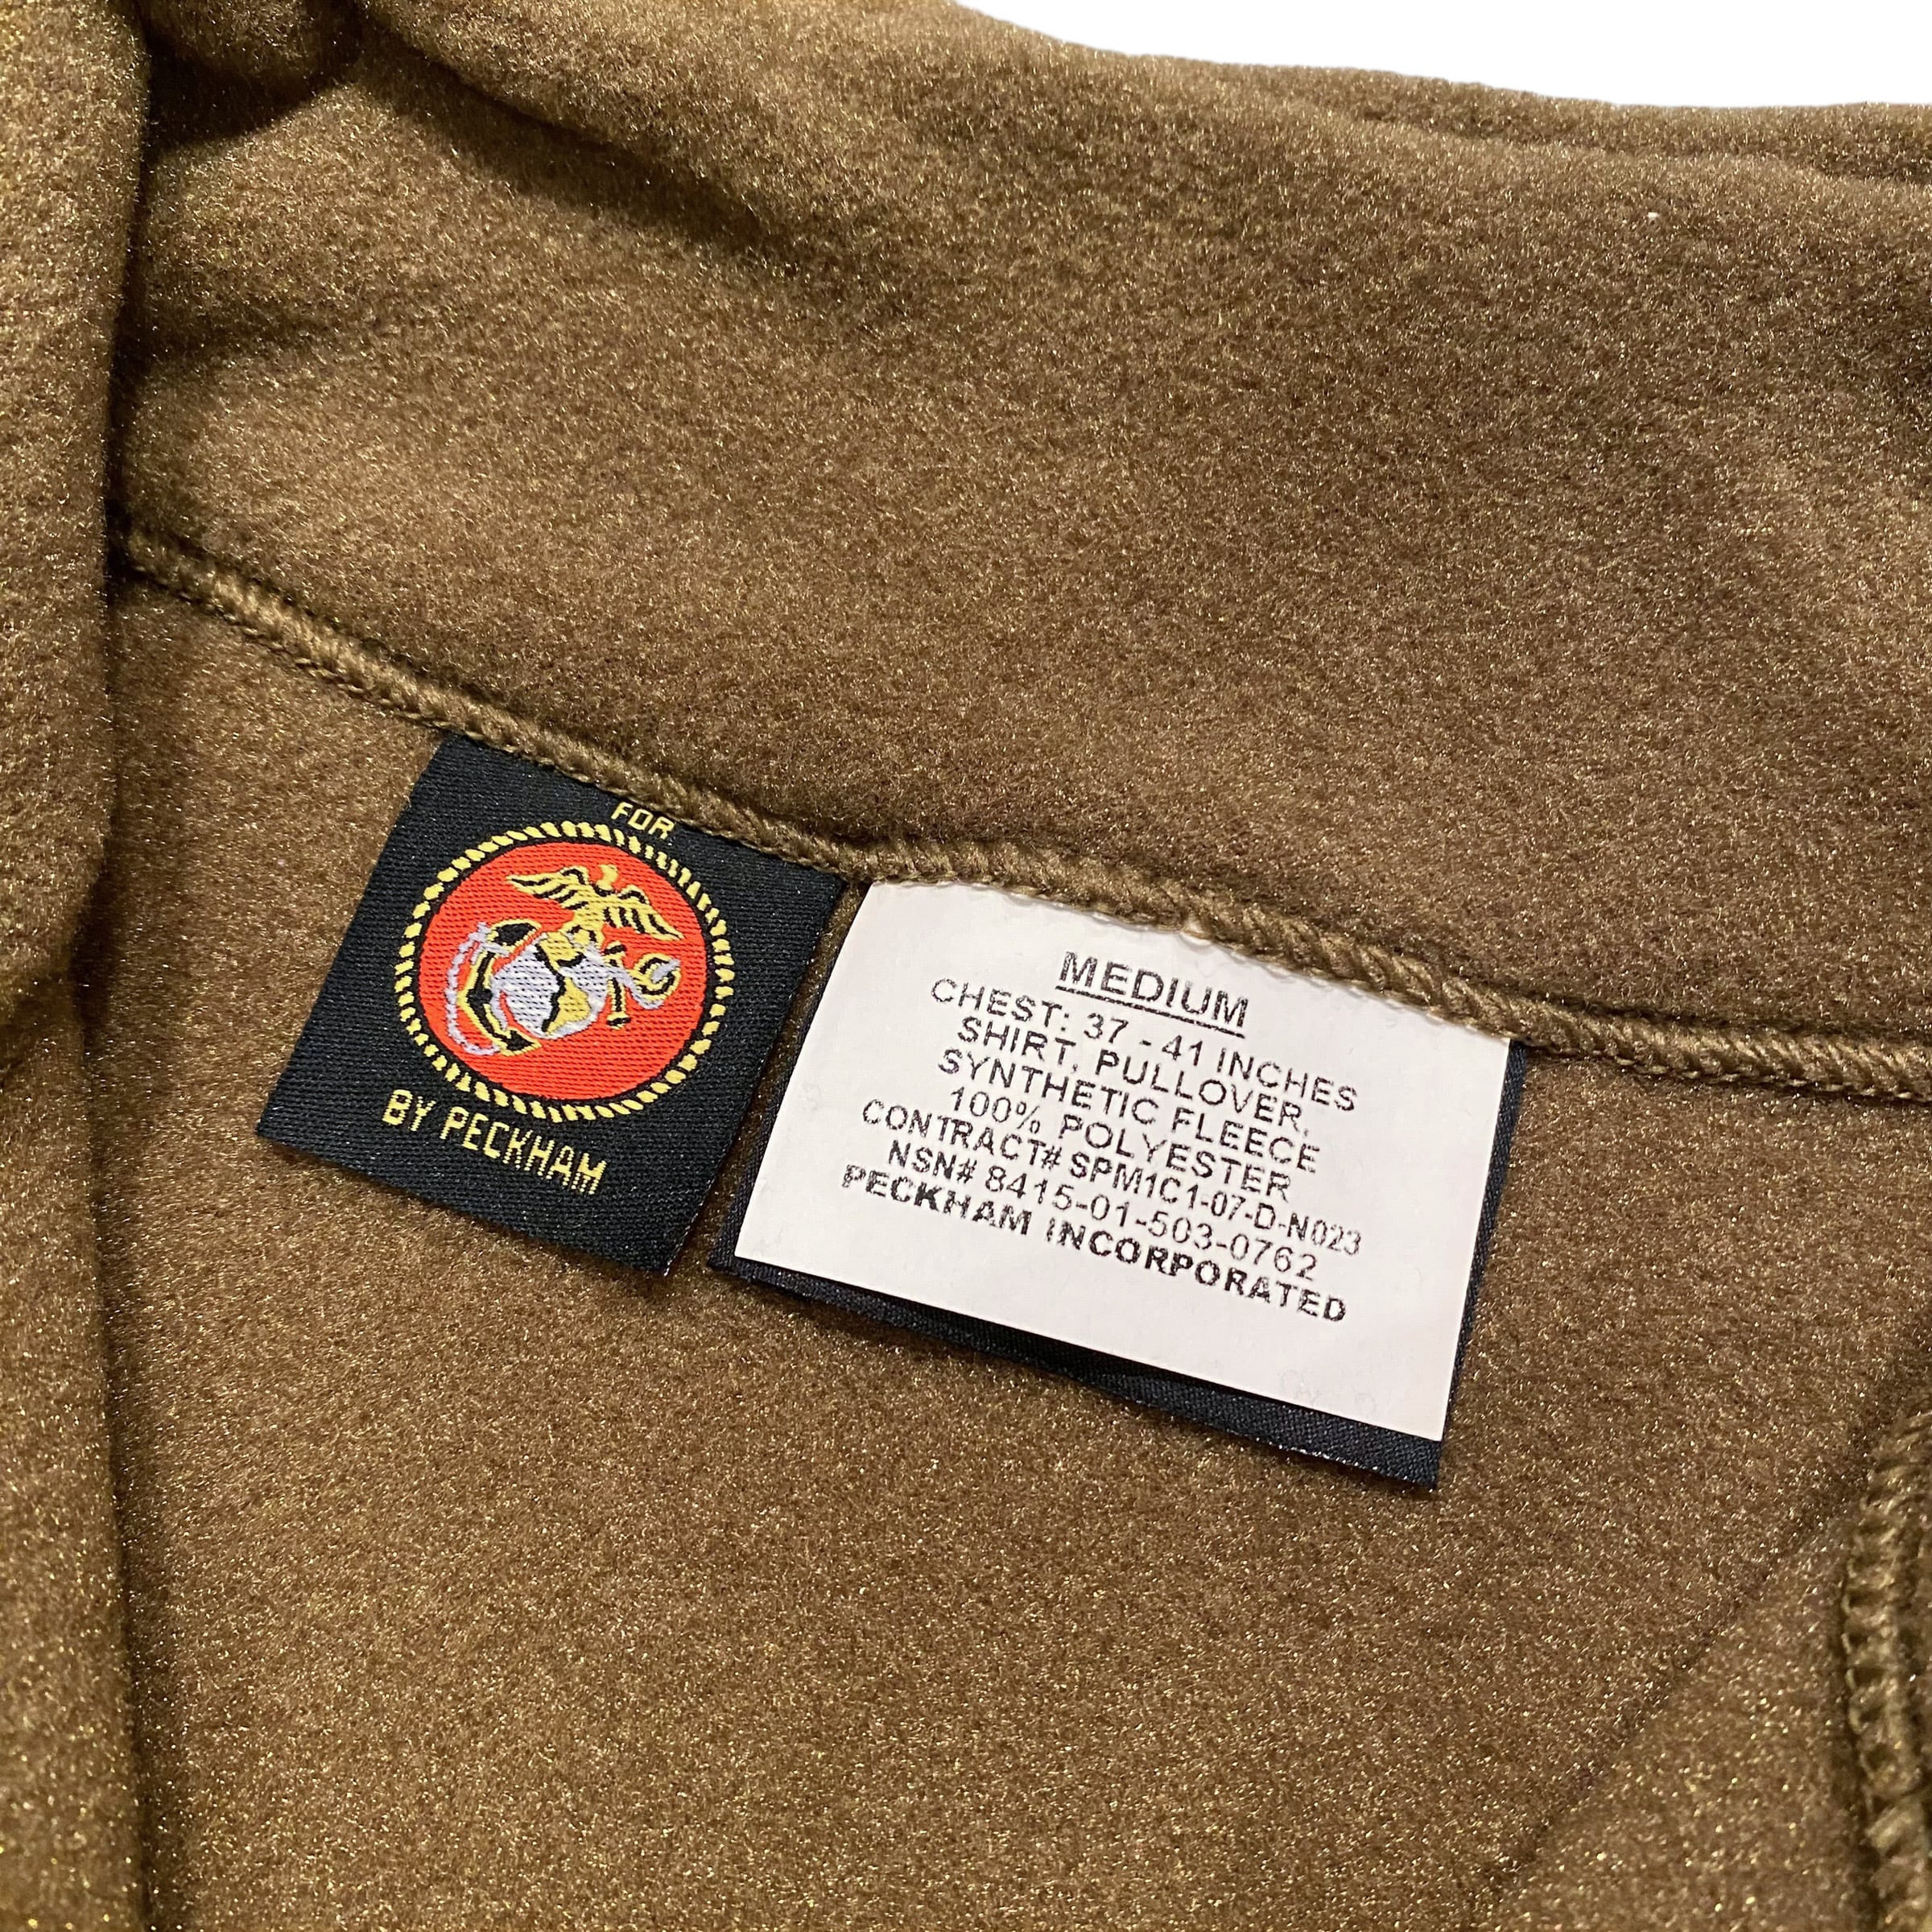 FOR
BY PECKHAM
MEDIUM
CHEST: 37 - 41 INCHES
SHIRT, PULLOVER,
SYNTHETIC FLEECE
100% POLYESTER
CONTRACT# SPM1C1-07-D-N023
NSN# 8415-01-503-0762
PECKHAM INCORPORATED